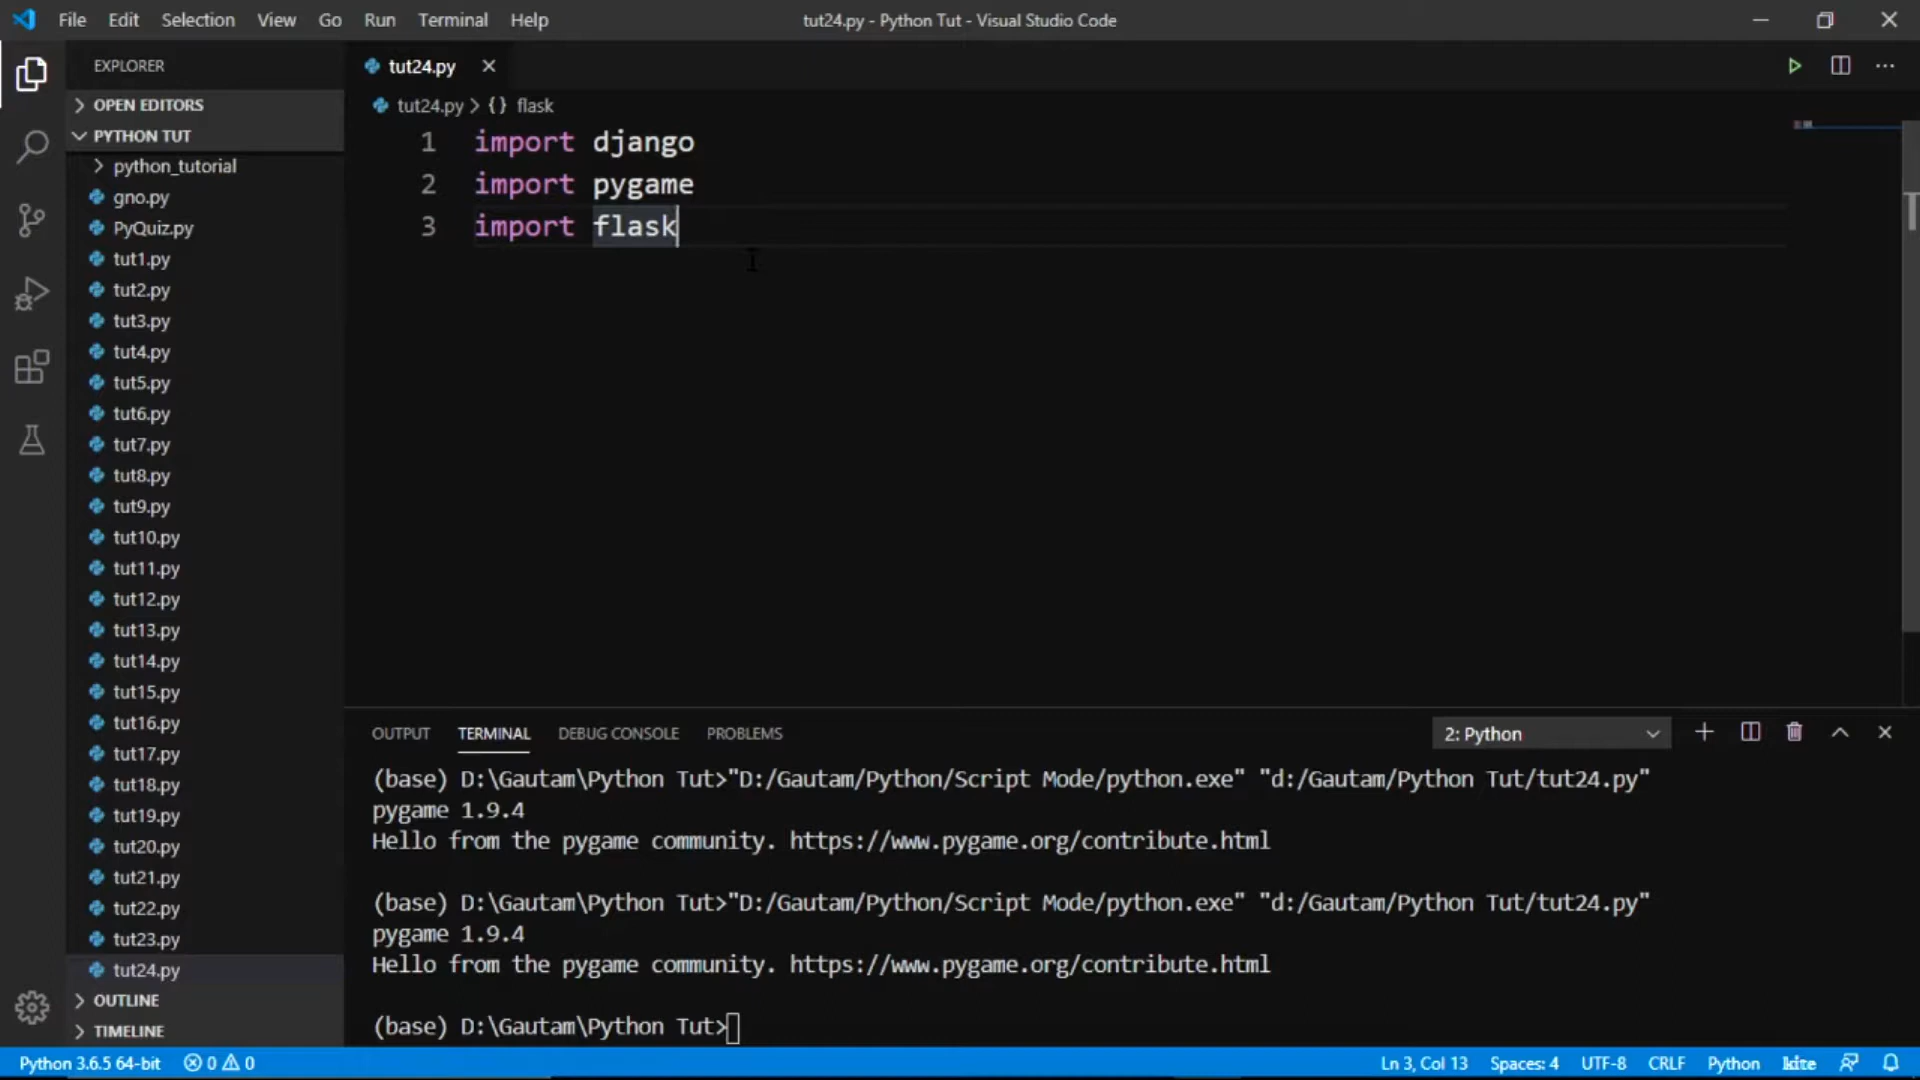 File Edit Selection View Go Run Terminal Help
tut24.py - Python Tut - Visual Studio Code
EXPLORER
OPEN EDITORS
PYTHON TUT
python_tutorial
gno.py
PyQuiz.py
tut1.py
tut2.py
tut3.py
tut4.py
tut5.py
tut6.py
tut7.py
tut8.py
tut9.py
tut10.py
tut11.py
tut12.py
tut13.py
tut14.py
tut15.py
tut16.py
tut17.py
tut18.py
tut19.py
tut20.py
tut21.py
tut22.py
tut23.py
tut24.py
OUTLINE
TIMELINE
tut24.py
tut24.py > {} flask
1 import django
2 import pygame
3 import flask
OUTPUT TERMINAL DEBUG CONSOLE PROBLEMS
2: Python
(base) D:\Gautam\Python Tut>"D:/Gautam/Python/Script Mode/python.exe" "d:/Gautam/Python Tut/tut24.py"
pygame 1.9.4
Hello from the pygame community. https://www.pygame.org/contribute.html
(base) D:\Gautam\Python Tut>"D:/Gautam/Python/Script Mode/python.exe" "d:/Gautam/Python Tut/tut24.py"
pygame 1.9.4
Hello from the pygame community. https://www.pygame.org/contribute.html
(base) D:\Gautam\Python Tut>
Python 3.6.5 64-bit 0 0
Ln 3, Col 13 Spaces: 4 UTF-8 CRLF Python kite